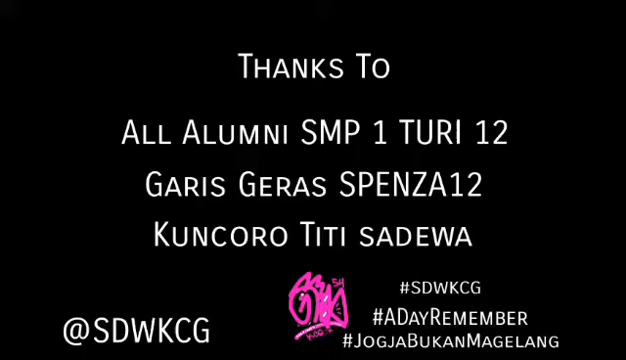 THANKS TO
ALL ALUMNI SMP 1 TURI 12
GARIS GERAS SPENZA12
KUNCORO TITI SADEWA
#SDWKCG
@SDWKCG
#ADAYREMEMBER
#JOGJABUKANMAGELANG